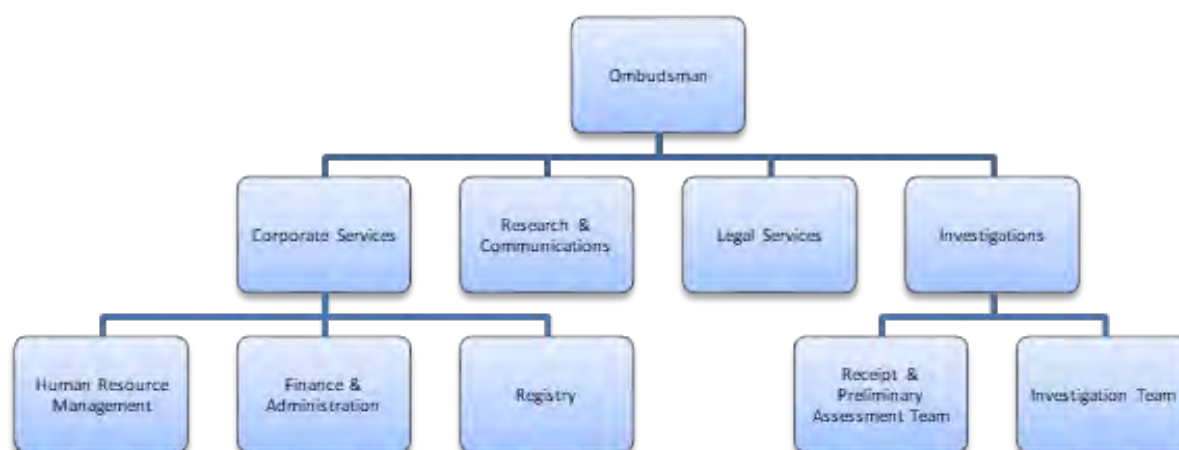 Ombudsman
Corporate Services
Research &
Communications
Legal Services
Investigations
Human Resource
Management
Finance &
Administration
Registry
Receipt &
Preliminary
Assessment Team
Investigation Team